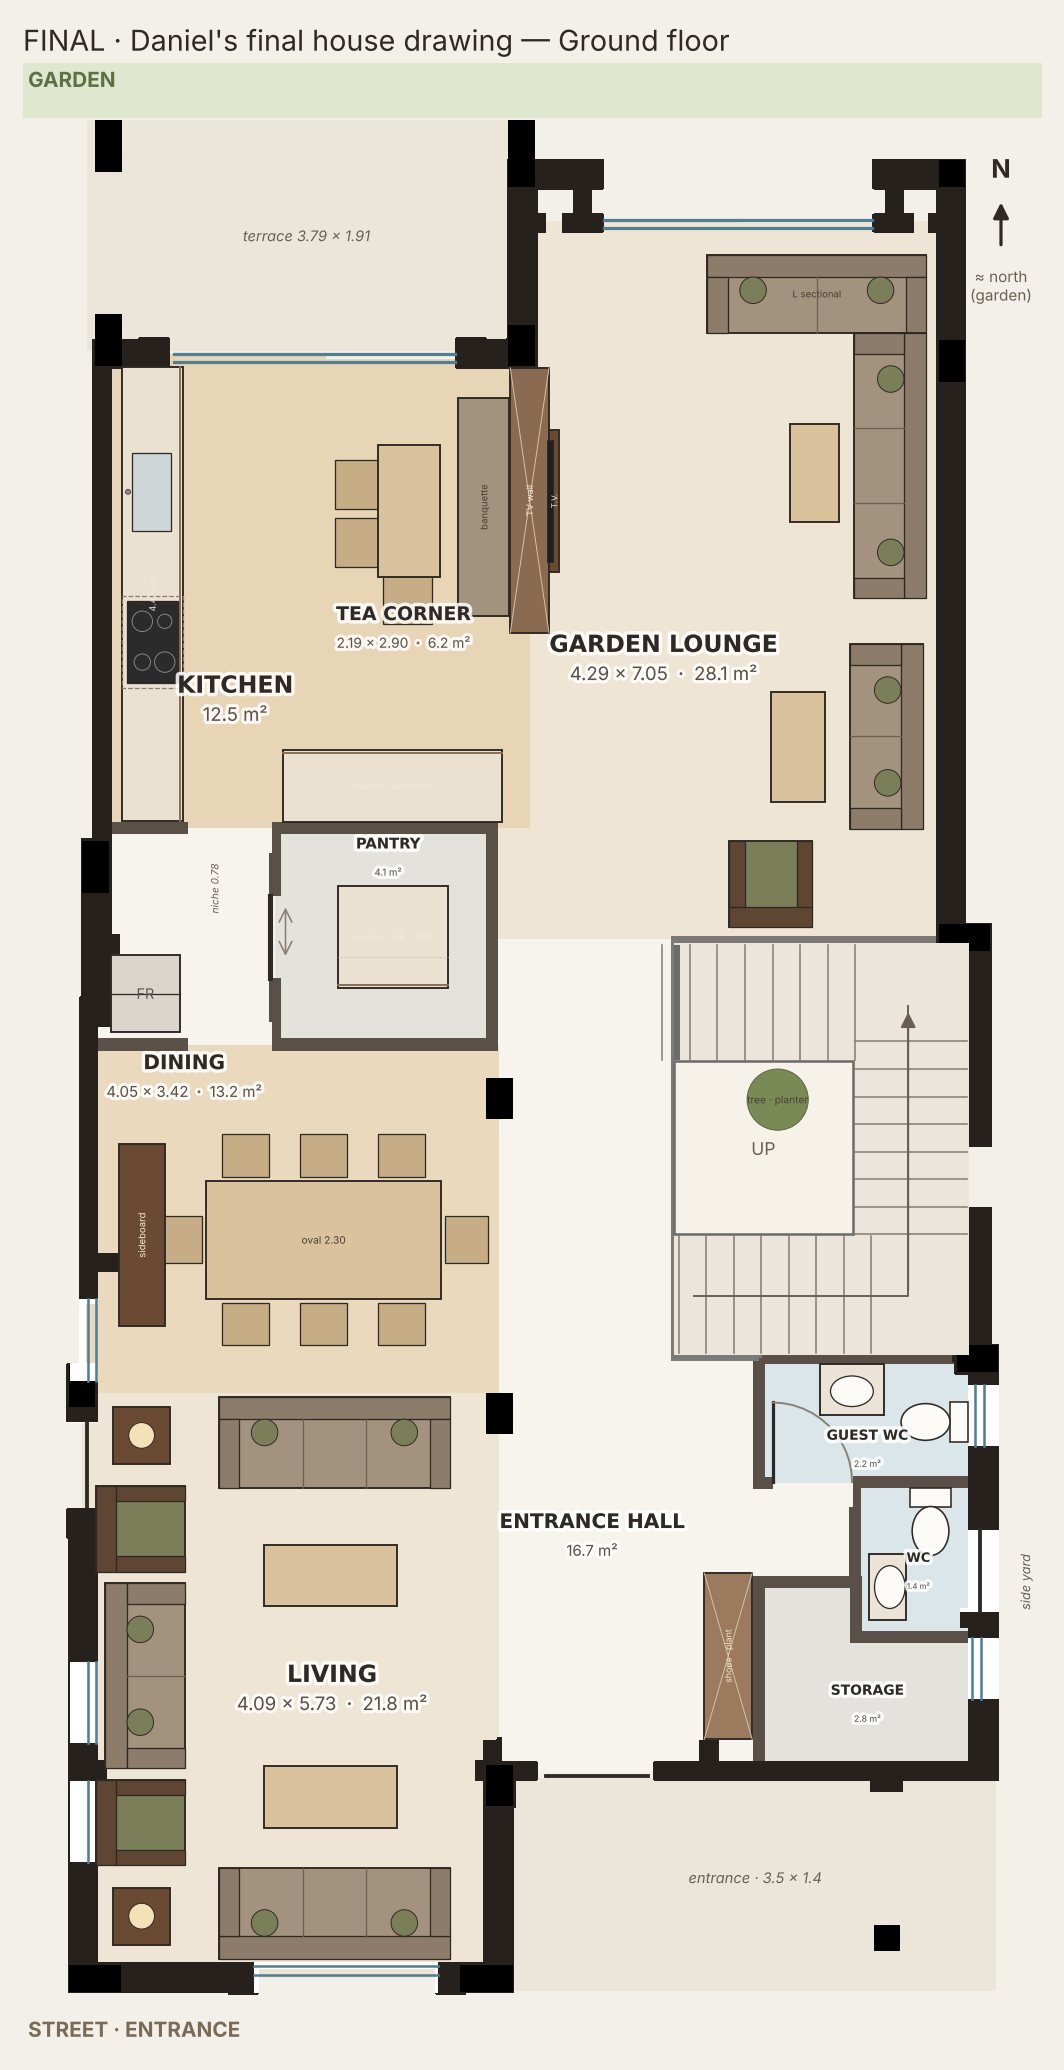 FINAL · Daniel's final house drawing — Ground floor
GARDEN
N
≈ north
(garden)
terrace 3.79 × 1.91
L sectional
banquette
TV wall
T.V.
TEA CORNER
2.19 × 2.90 · 6.2 m²
GARDEN LOUNGE
4.29 × 7.05 · 28.1 m²
KITCHEN
12.5 m²
counter · appliance
PANTRY
4.1 m²
niche 0.78
FR
DINING
4.05 × 3.42 · 13.2 m²
tree · planter
UP
sideboard
oval 2.30
GUEST WC
2.2 m²
ENTRANCE HALL
16.7 m²
WC
1.4 m²
side yard
shoes · plant
LIVING
4.09 × 5.73 · 21.8 m²
STORAGE
2.8 m²
entrance · 3.5 × 1.4
STREET · ENTRANCE